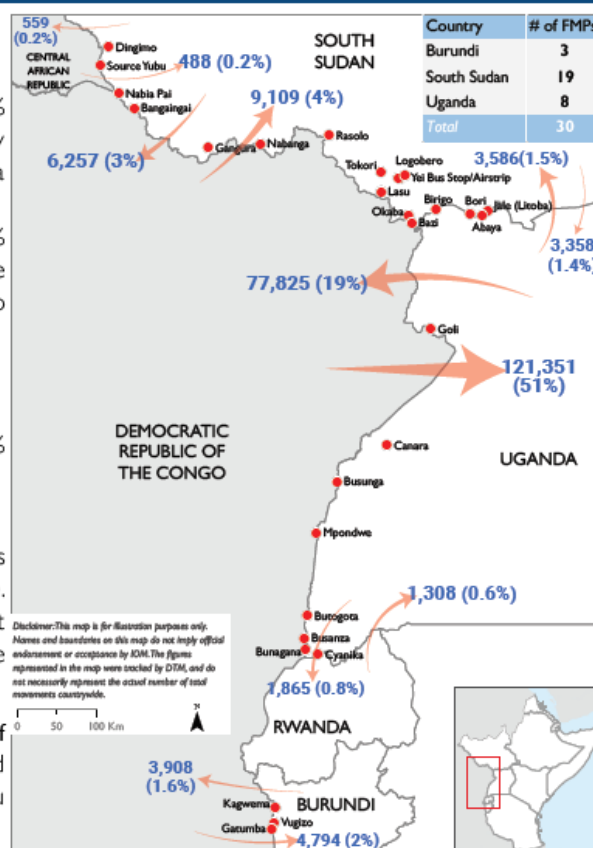 559
(0.2%)
CENTRAL
AFRICAN
REPUBLIC
Dingimo
Source Yubu
488 (0.2%)
SOUTH
SUDAN
Country # of FMPs
Burundi 3
South Sudan 19
Uganda 8
Total 30
%
y
a
%
e
o
%
s
.
t
e
f
d
u
Nabia Pai
Bangaingai
9,109 (4%)
6,257 (3%)
Gangura
Nabanga
Rasolo
Tokori
Logobero
Yei Bus Stop/Airstrip
3,586(1.5%)
Lasu
Okaba
Bazi
Birigo
Bori
Jale (Litoba)
Abaya
3,358
(1.4%)
77,825 (19%)
Goli
121,351
(51%)
DEMOCRATIC
REPUBLIC OF
THE CONGO
Canara
UGANDA
Busunga
Mpondwe
1,308 (0.6%)
Butogota
Busanza
Bunagana
Cyanika
Disclaimer:This map is for illustration purposes only.
Names and boundaries on this map do not imply official
endorsement or acceptance by IOM.The figures
represented in the map were tracked by DTM, and do
not necessarily represent the actual number of total
movements countrywide.
0 50 100 Km
N
1,865 (0.8%)
RWANDA
3,908
(1.6%)
Kagwema
BURUNDI
Vugizo
Gatumba
4,794 (2%)